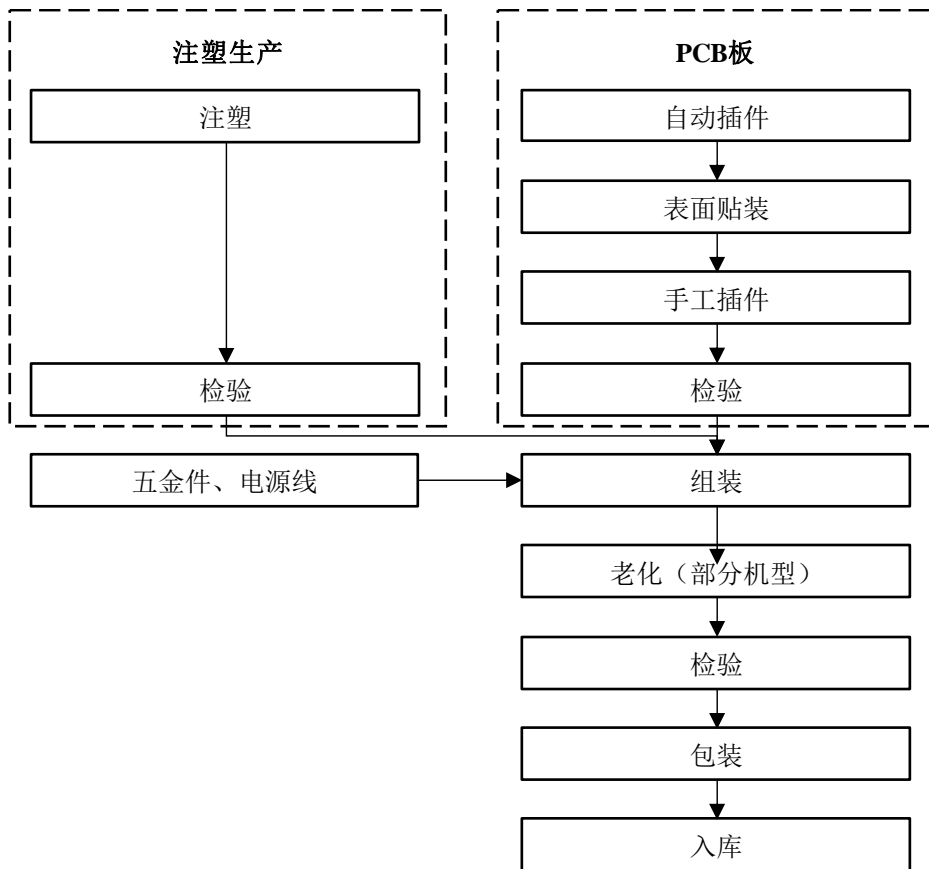 注塑生产
注塑
检验
PCB板
自动插件
表面贴装
手工插件
检验
五金件、电源线
组装
老化（部分机型）
检验
包装
入库